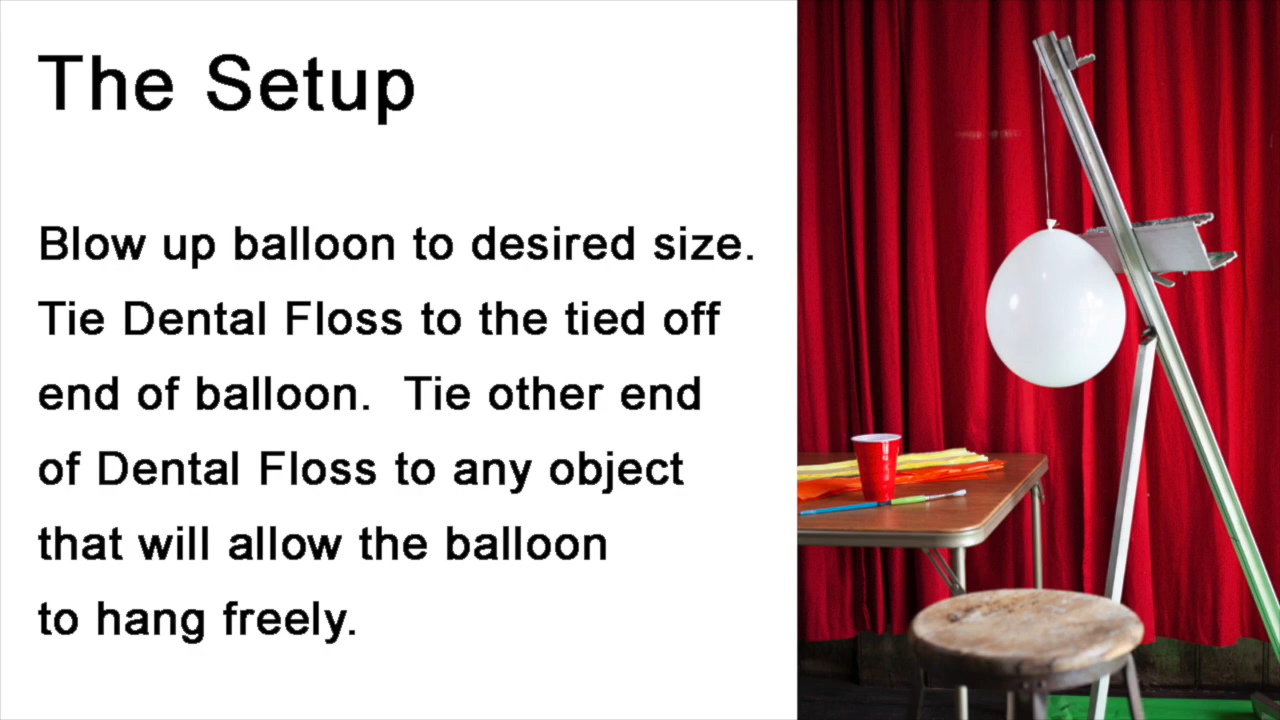 The Setup
Blow up balloon to desired size.
Tie Dental Floss to the tied off
end of balloon.  Tie other end
of Dental Floss to any object
that will allow the balloon
to hang freely.